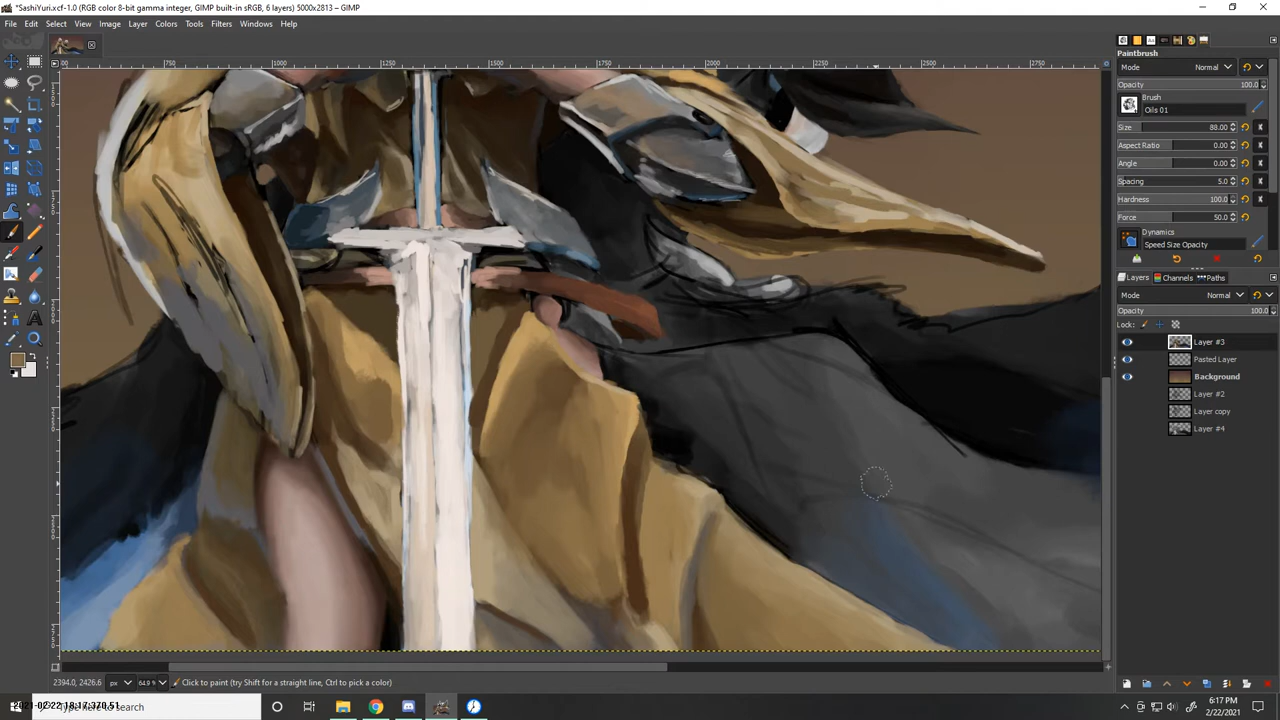 *SashiYuri.xcf-1.0 (RGB color 8-bit gamma integer, GIMP built-in sRGB, 6 layers) 5000x2813 – GIMP
File Edit Select View Image Layer Colors Tools Filters Windows Help
750 1000 1250 1500 1750 2000 2250 2500 2750
Paintbrush
Mode Normal
Opacity 100.0
Brush
Oils 01
Size 88.00
Aspect Ratio 0.00
Angle 0.00
Spacing 5.0
Hardness 100.0
Force 50.0
Dynamics
Speed Size Opacity
Layers Channels Paths
Mode Normal
Opacity 100.0
Lock:
Layer #3
Pasted Layer
Background
Layer #2
Layer copy
Layer #4
2394.0, 2426.6 px 64.9 Click to paint (try Shift for a straight line, Ctrl to pick a color)
6:17 PM
2/22/2021